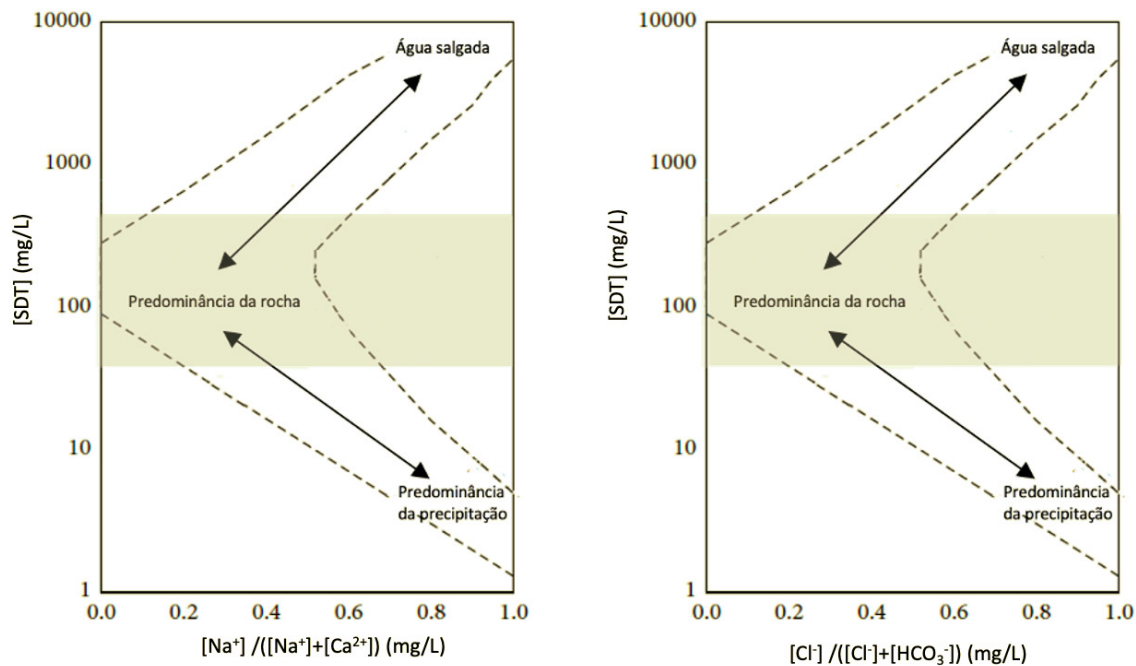 10000
1000
100
10
1
[SDT] (mg/L)
Água salgada
Predominância da rocha
Predominância
da precipitação
0.0 0.2 0.4 0.6 0.8 1.0
[Na⁺] /([Na⁺]+[Ca²⁺]) (mg/L)
10000
1000
100
10
1
[SDT] (mg/L)
Água salgada
Predominância da rocha
Predominância
da precipitação
0.0 0.2 0.4 0.6 0.8 1.0
[Cl⁻] /([Cl⁻]+[HCO₃⁻]) (mg/L)